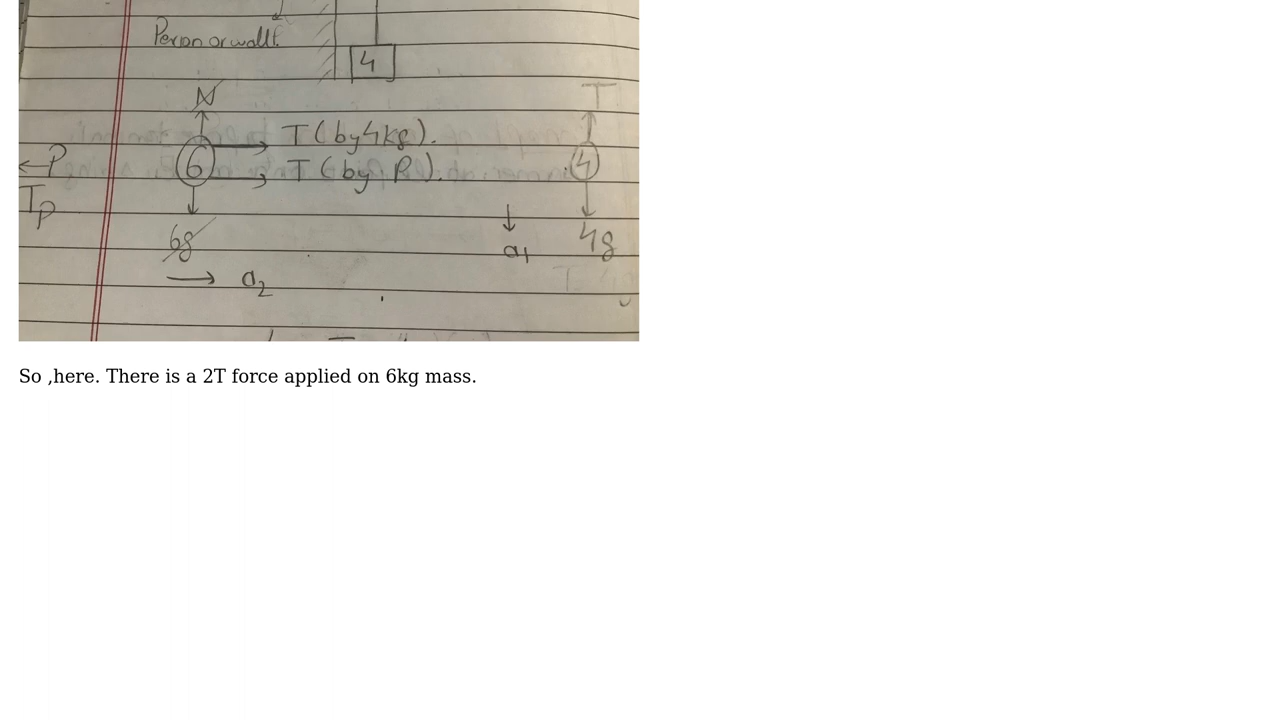 Person or wallt
4
N
T
T (by 4kg).
P
6
T (by P).
4
Tp
6g
a1
4g
a2
So ,here. There is a 2T force applied on 6kg mass.